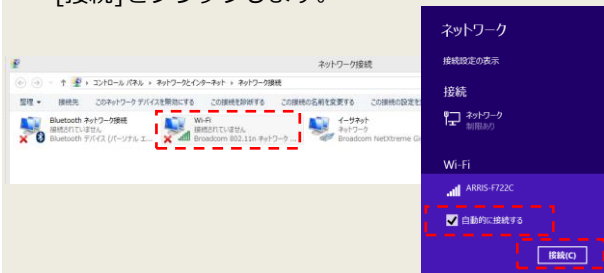 [接続]をクリックします。
ネットワーク接続
コントロール パネル ▸ ネットワークとインターネット ▸ ネットワーク接続
整理 ▾ 接続先 このネットワーク デバイスを無効にする この接続を診断する この接続の名前を変更する この接続の設定を
Bluetooth ネットワーク接続
接続されていません
Bluetooth デバイス (パーソナル エ...
Wi-Fi
接続されていません
Broadcom 802.11n ネットワーク ...
イーサネット
ネットワーク
Broadcom NetXtreme Gi
ネットワーク
接続設定の表示
接続
ネットワーク
制限あり
Wi-Fi
ARRIS-F722C
自動的に接続する
接続(C)